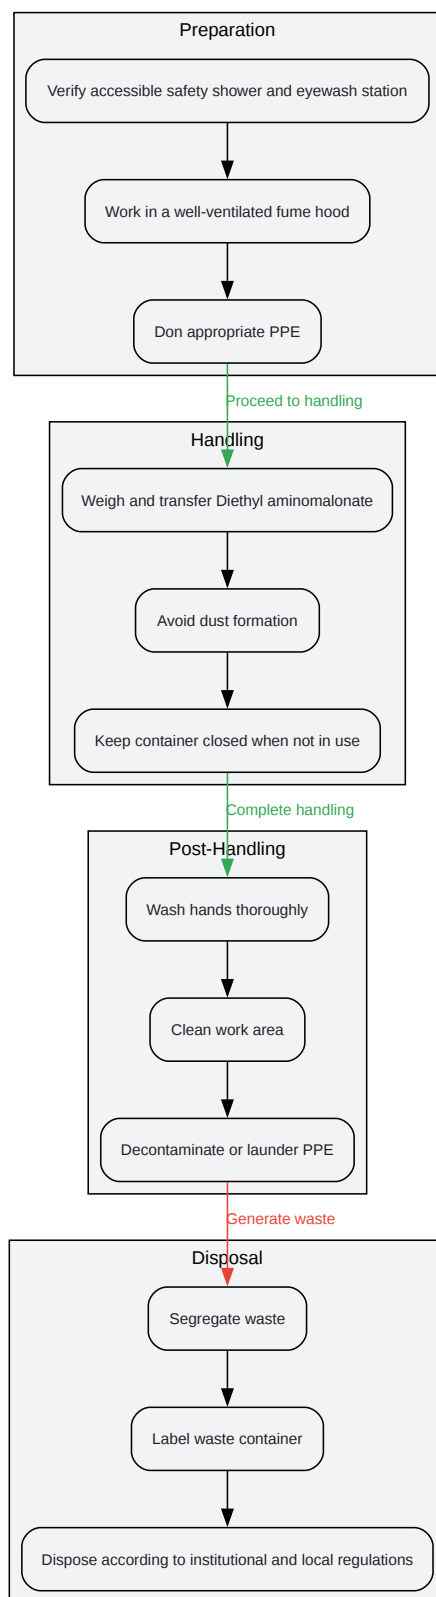 Preparation
Verify accessible safety shower and eyewash station
Work in a well-ventilated fume hood
Don appropriate PPE
Proceed to handling
Handling
Weigh and transfer Diethyl aminomalonate
Avoid dust formation
Keep container closed when not in use
Complete handling
Post-Handling
Wash hands thoroughly
Clean work area
Decontaminate or launder PPE
Generate waste
Disposal
Segregate waste
Label waste container
Dispose according to institutional and local regulations